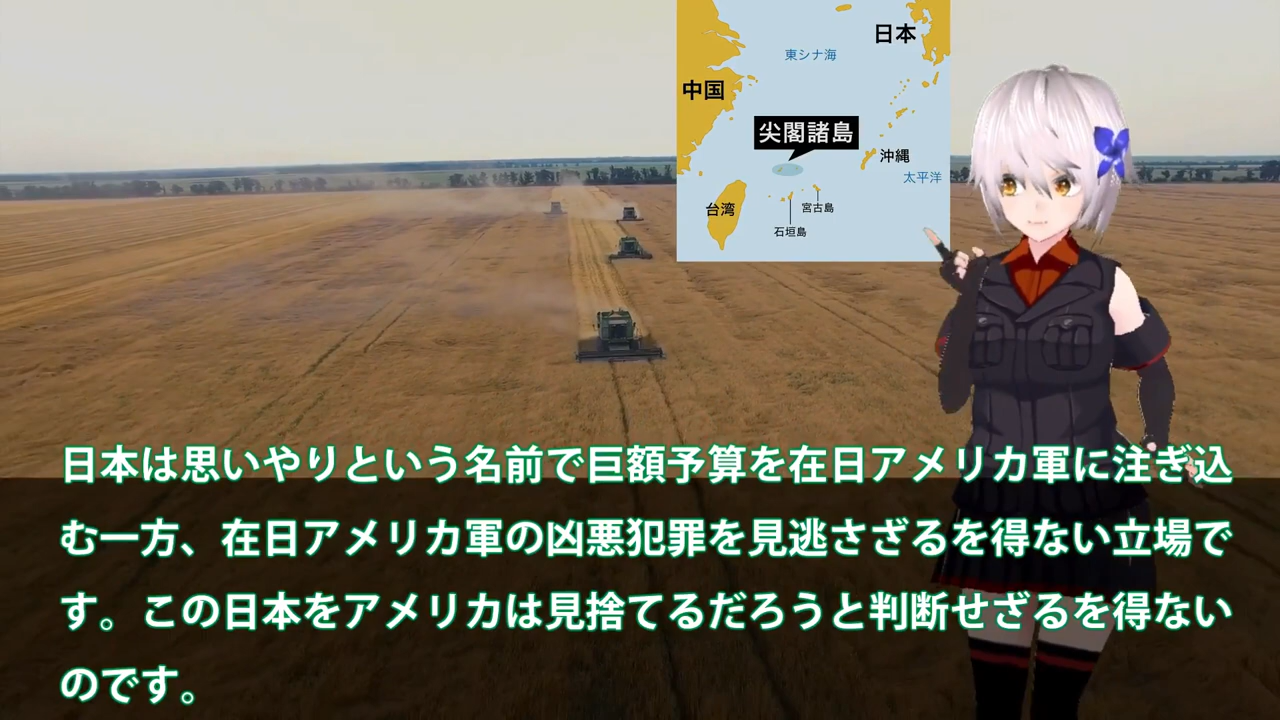 日本
東シナ海
中国
尖閣諸島
沖縄
太平洋
台湾
宮古島
石垣島
日本は思いやりという名前で巨額予算を在日アメリカ軍に注ぎ込
む一方、在日アメリカ軍の凶悪犯罪を見逃さざるを得ない立場で
す。この日本をアメリカは見捨てるだろうと判断せざるを得ない
のです。